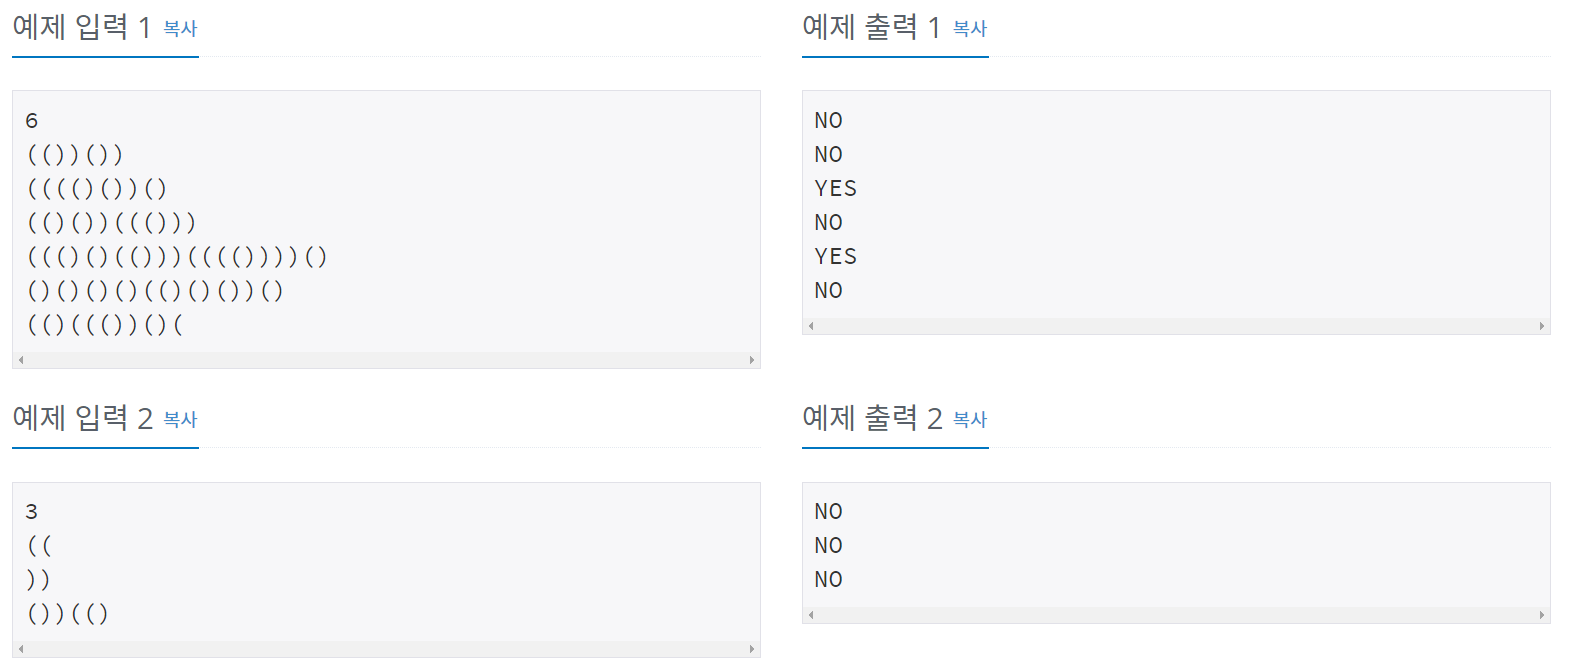 예제 입력 1 복사
6
(())())
(((()())()
(()())((()))
((()()(()))(((())))()
()()()()(()()())()
(()((())()(
예제 출력 1 복사
NO
NO
YES
NO
YES
NO
예제 입력 2 복사
3
((
))
())(()
예제 출력 2 복사
NO
NO
NO